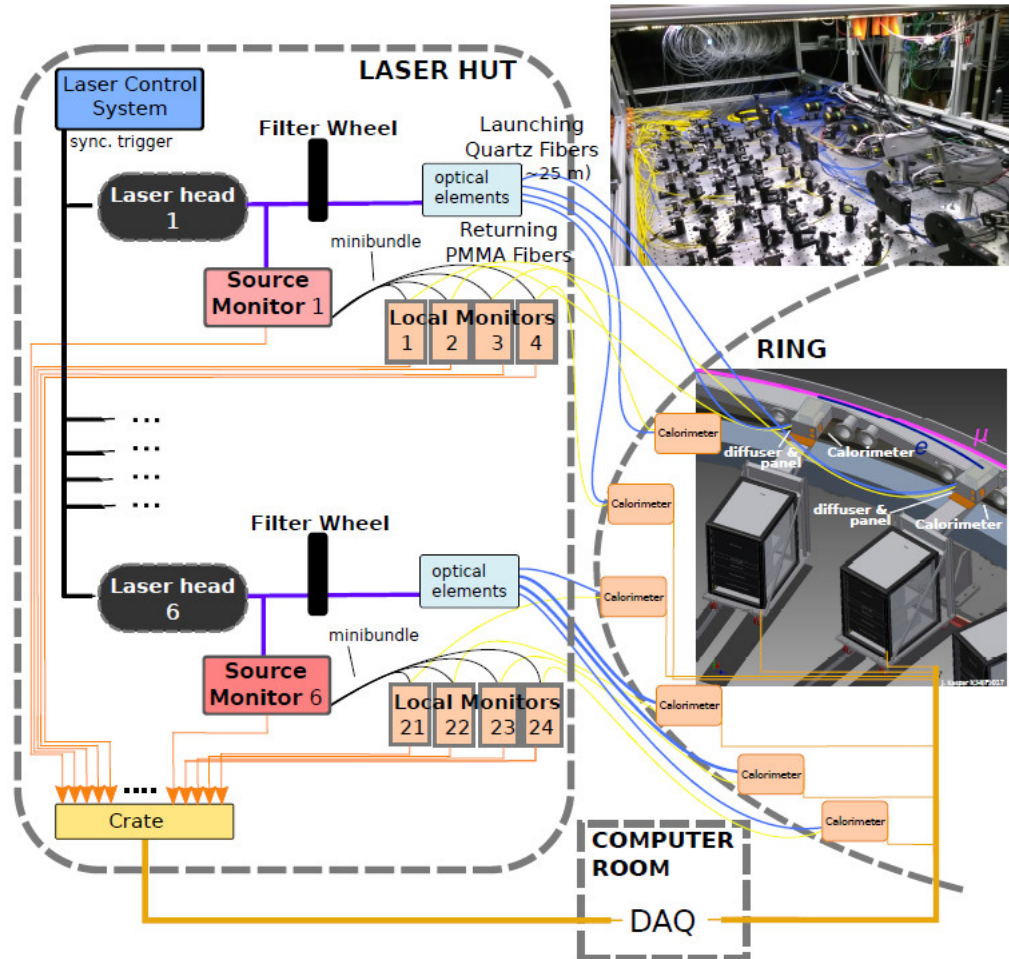 LASER HUT
Laser Control
System
sync. trigger
Filter Wheel
Launching
Quartz Fibers
~25 m)
optical
elements
Laser head
1
Returning
PMMA Fibers
minibundle
Source
Monitor 1
Local Monitors
1 2 3 4
RING
μ
e
Calorimeter
diffuser &
panel
Calorimeter
diffuser &
panel
Calorimeter
Calorimeter
Calorimeter
....
...
...
...
...
Filter Wheel
optical
elements
Laser head
6
minibundle
Source
Monitor 6
Local Monitors
21 22 23 24
Calorimeter
Calorimeter
Calorimeter
Crate
COMPUTER
ROOM
DAQ